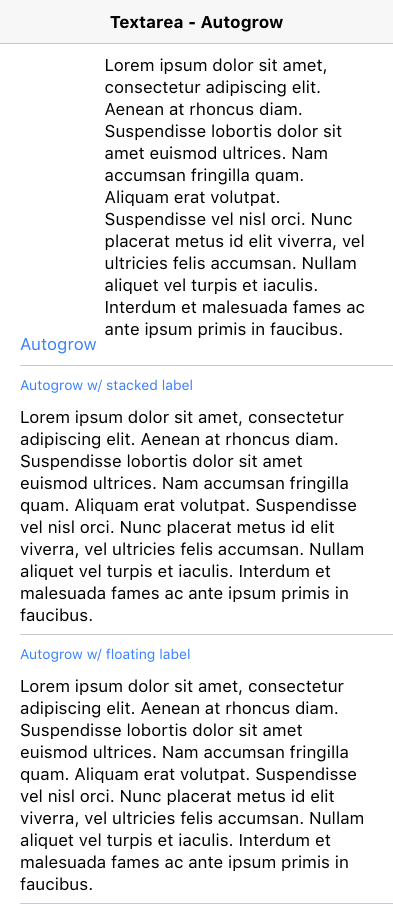 Textarea - Autogrow
Lorem ipsum dolor sit amet,
consectetur adipiscing elit.
Aenean at rhoncus diam.
Suspendisse lobortis dolor sit
amet euismod ultrices. Nam
accumsan fringilla quam.
Aliquam erat volutpat.
Suspendisse vel nisl orci. Nunc
placerat metus id elit viverra, vel
ultricies felis accumsan. Nullam
aliquet vel turpis et iaculis.
Interdum et malesuada fames ac
ante ipsum primis in faucibus.
Autogrow
Autogrow w/ stacked label
Lorem ipsum dolor sit amet, consectetur
adipiscing elit. Aenean at rhoncus diam.
Suspendisse lobortis dolor sit amet
euismod ultrices. Nam accumsan fringilla
quam. Aliquam erat volutpat. Suspendisse
vel nisl orci. Nunc placerat metus id elit
viverra, vel ultricies felis accumsan. Nullam
aliquet vel turpis et iaculis. Interdum et
malesuada fames ac ante ipsum primis in
faucibus.
Autogrow w/ floating label
Lorem ipsum dolor sit amet, consectetur
adipiscing elit. Aenean at rhoncus diam.
Suspendisse lobortis dolor sit amet
euismod ultrices. Nam accumsan fringilla
quam. Aliquam erat volutpat. Suspendisse
vel nisl orci. Nunc placerat metus id elit
viverra, vel ultricies felis accumsan. Nullam
aliquet vel turpis et iaculis. Interdum et
malesuada fames ac ante ipsum primis in
faucibus.